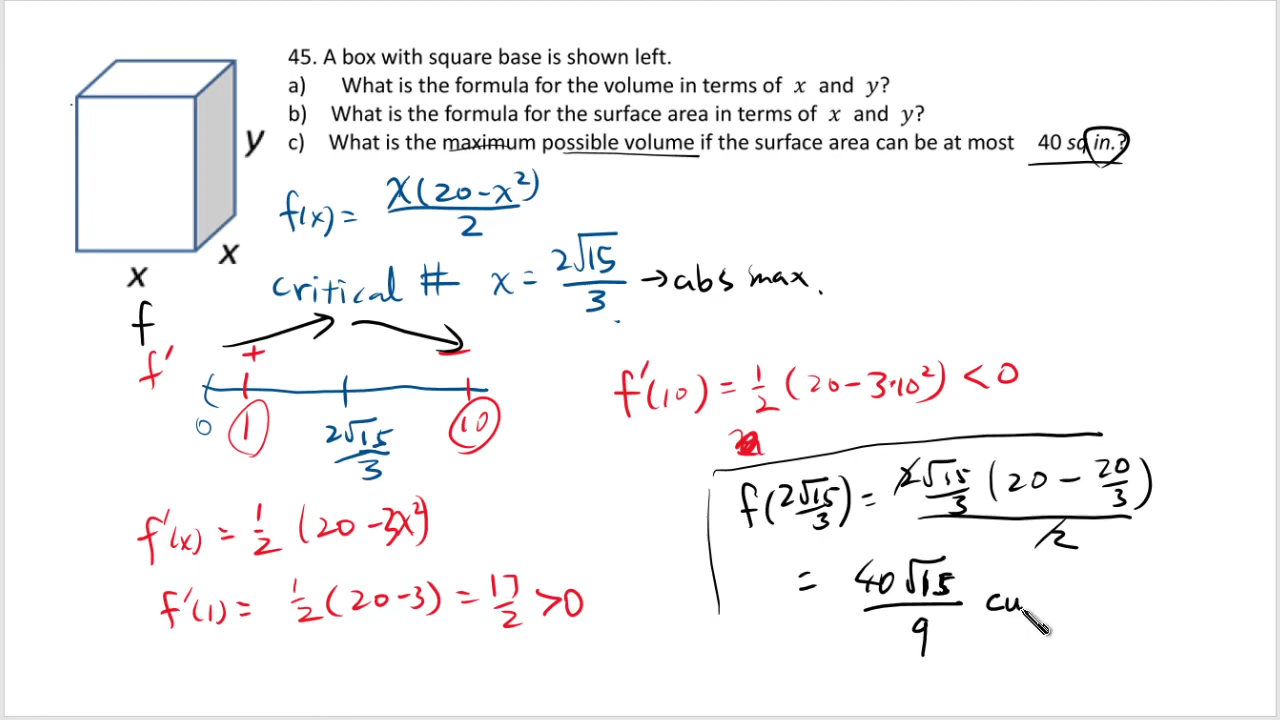 45. A box with square base is shown left.
a) What is the formula for the volume in terms of x and y?
b) What is the formula for the surface area in terms of x and y?
c) What is the maximum possible volume if the surface area can be at most 40 sq in.?
y
x
x
f(x) = x(20-x²)/2
critical # x = 2√15/3 → abs max.
f
f' + −
0 1 2√15/3 10
f'(10) = 1/2 (20-3·10²) < 0
f(2√15/3) = 2√15/3 (20 - 20/3) / 2
= 40√15/9 cu
f'(x) = 1/2 (20-3x²)
f'(1) = 1/2 (20-3) = 17/2 > 0